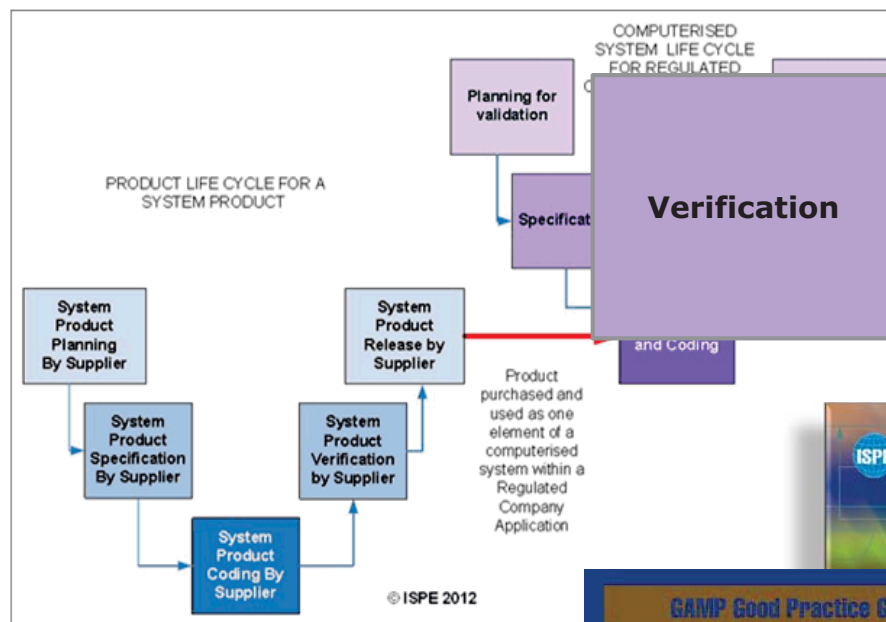 COMPUTERISED
SYSTEM LIFE CYCLE
FOR REGULATED
Planning for
validation
PRODUCT LIFE CYCLE FOR A
SYSTEM PRODUCT
Verification
System
Product
Planning
By Supplier
System
Product
Release by
Supplier
and Coding
System
Product
Specification
By Supplier
System
Product
Verification
by Supplier
Product
purchased and
used as one
element of a
computerised
system within a
Regulated
Company
Application
System
Product
Coding By
Supplier
© ISPE 2012
GAMP Good Practice